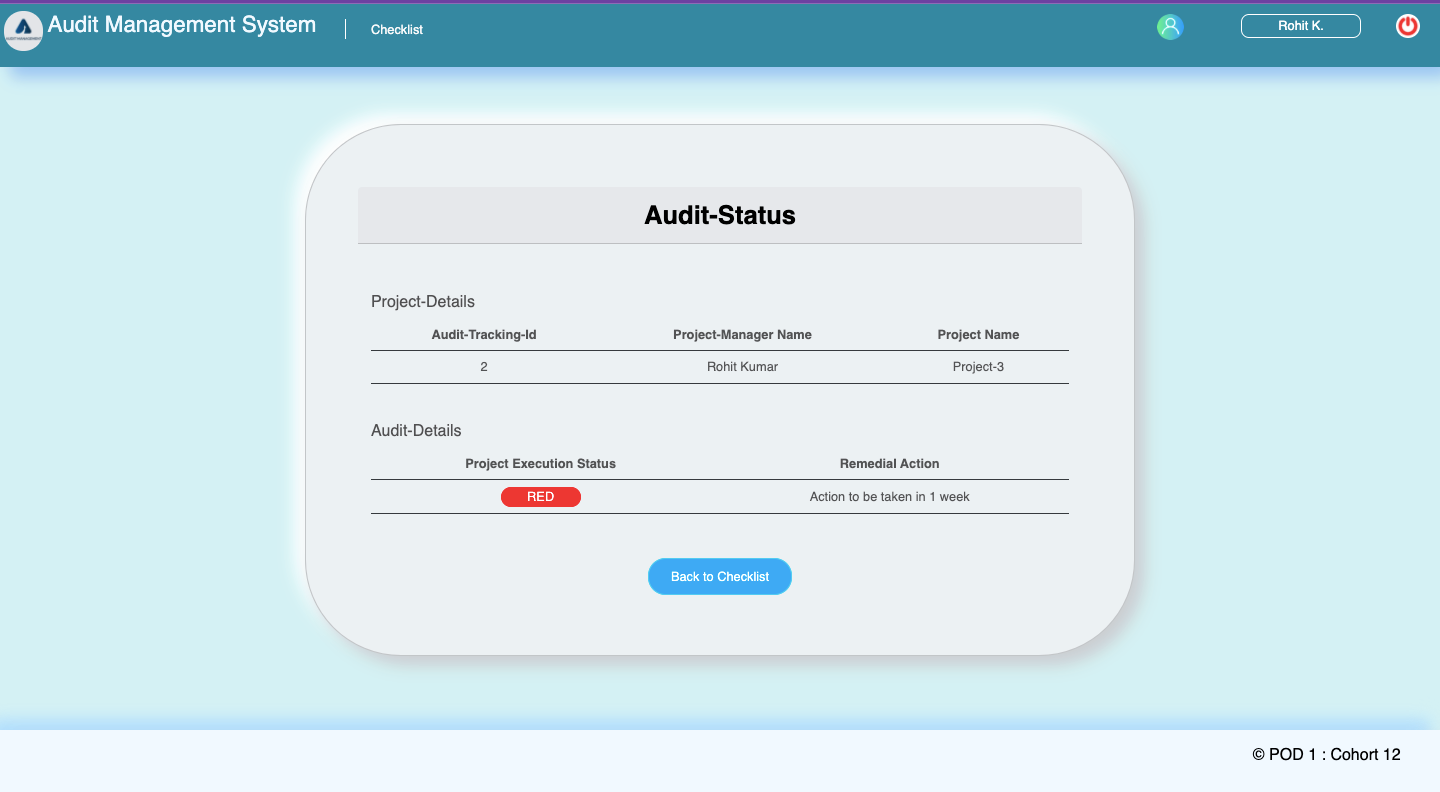 Audit Management System
Checklist
Rohit K.
AUDIT MANAGEMENT
Audit-Status
Project-Details
Audit-Tracking-Id Project-Manager Name Project Name
2 Rohit Kumar Project-3
Audit-Details
Project Execution Status Remedial Action
RED Action to be taken in 1 week
Back to Checklist
© POD 1 : Cohort 12